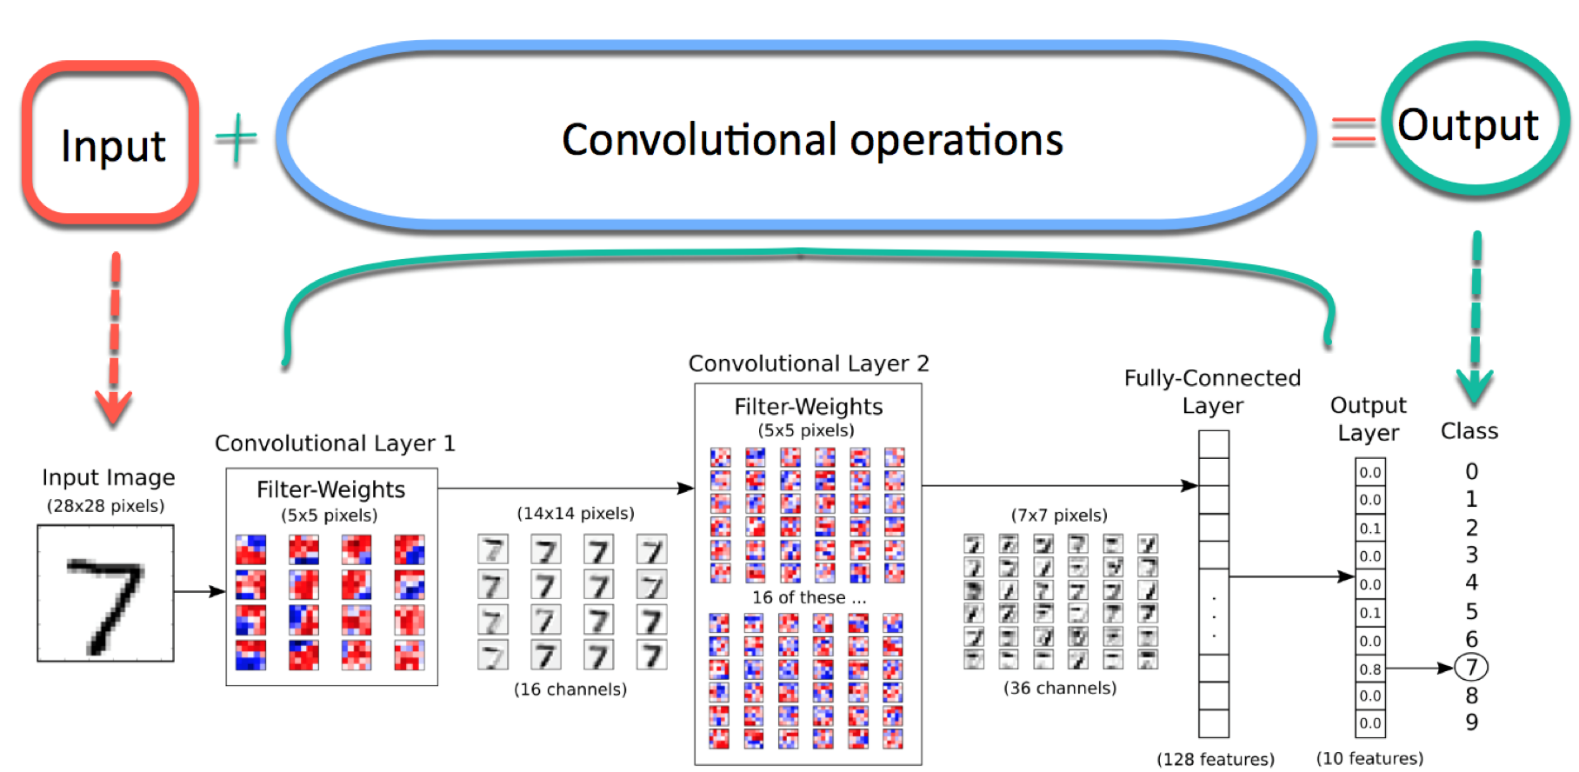 Input
+
Convolutional operations
=
Output
Input Image
(28x28 pixels)
Convolutional Layer 1
Filter-Weights
(5x5 pixels)
(14x14 pixels)
(16 channels)
Convolutional Layer 2
Filter-Weights
(5x5 pixels)
16 of these ...
(7x7 pixels)
(36 channels)
Fully-Connected
Layer
(128 features)
Output
Layer
0.0
0.0
0.1
0.0
0.0
0.1
0.0
0.8
0.0
0.0
(10 features)
Class
0
1
2
3
4
5
6
7
8
9